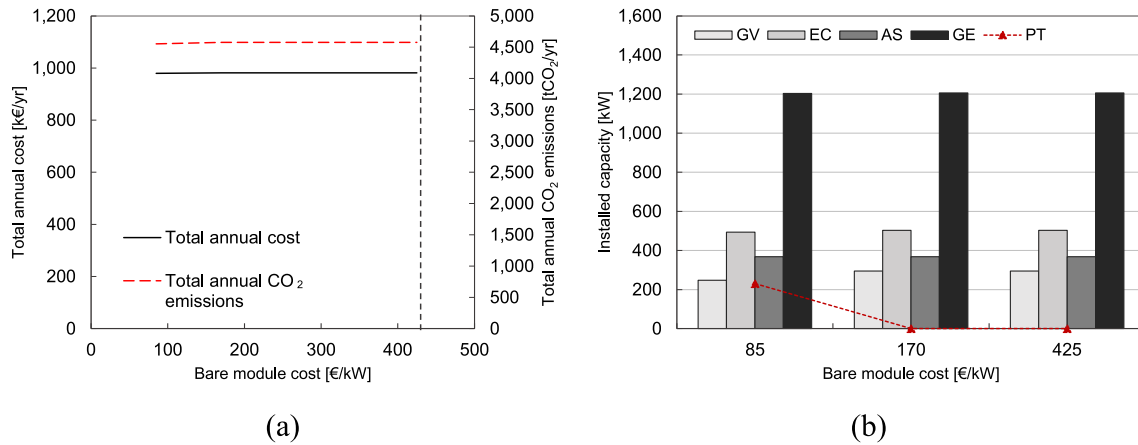 1,200
1,000
800
600
400
200
0
Total annual cost [k€/yr]
5,000
4,500
4,000
3,500
3,000
2,500
2,000
1,500
1,000
500
0
Total annual CO₂ emissions [tCO₂/yr]
Total annual cost
Total annual CO₂
emissions
0 100 200 300 400 500
Bare module cost [€/kW]
(a)
1,600
1,400
1,200
1,000
800
600
400
200
0
Installed capacity [kW]
GV EC AS GE PT
85 170 425
Bare module cost [€/kW]
(b)